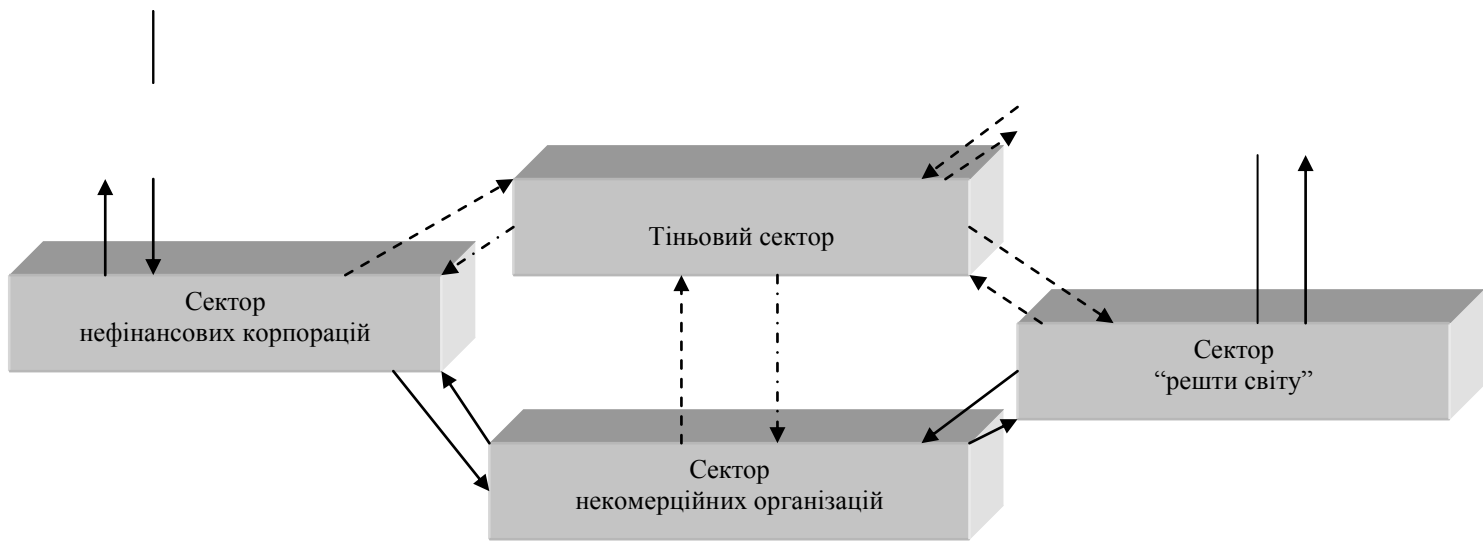 Тіньовий сектор
Сектор
нефінансових корпорацій
Сектор
“решти світу”
Сектор
некомерційних організацій